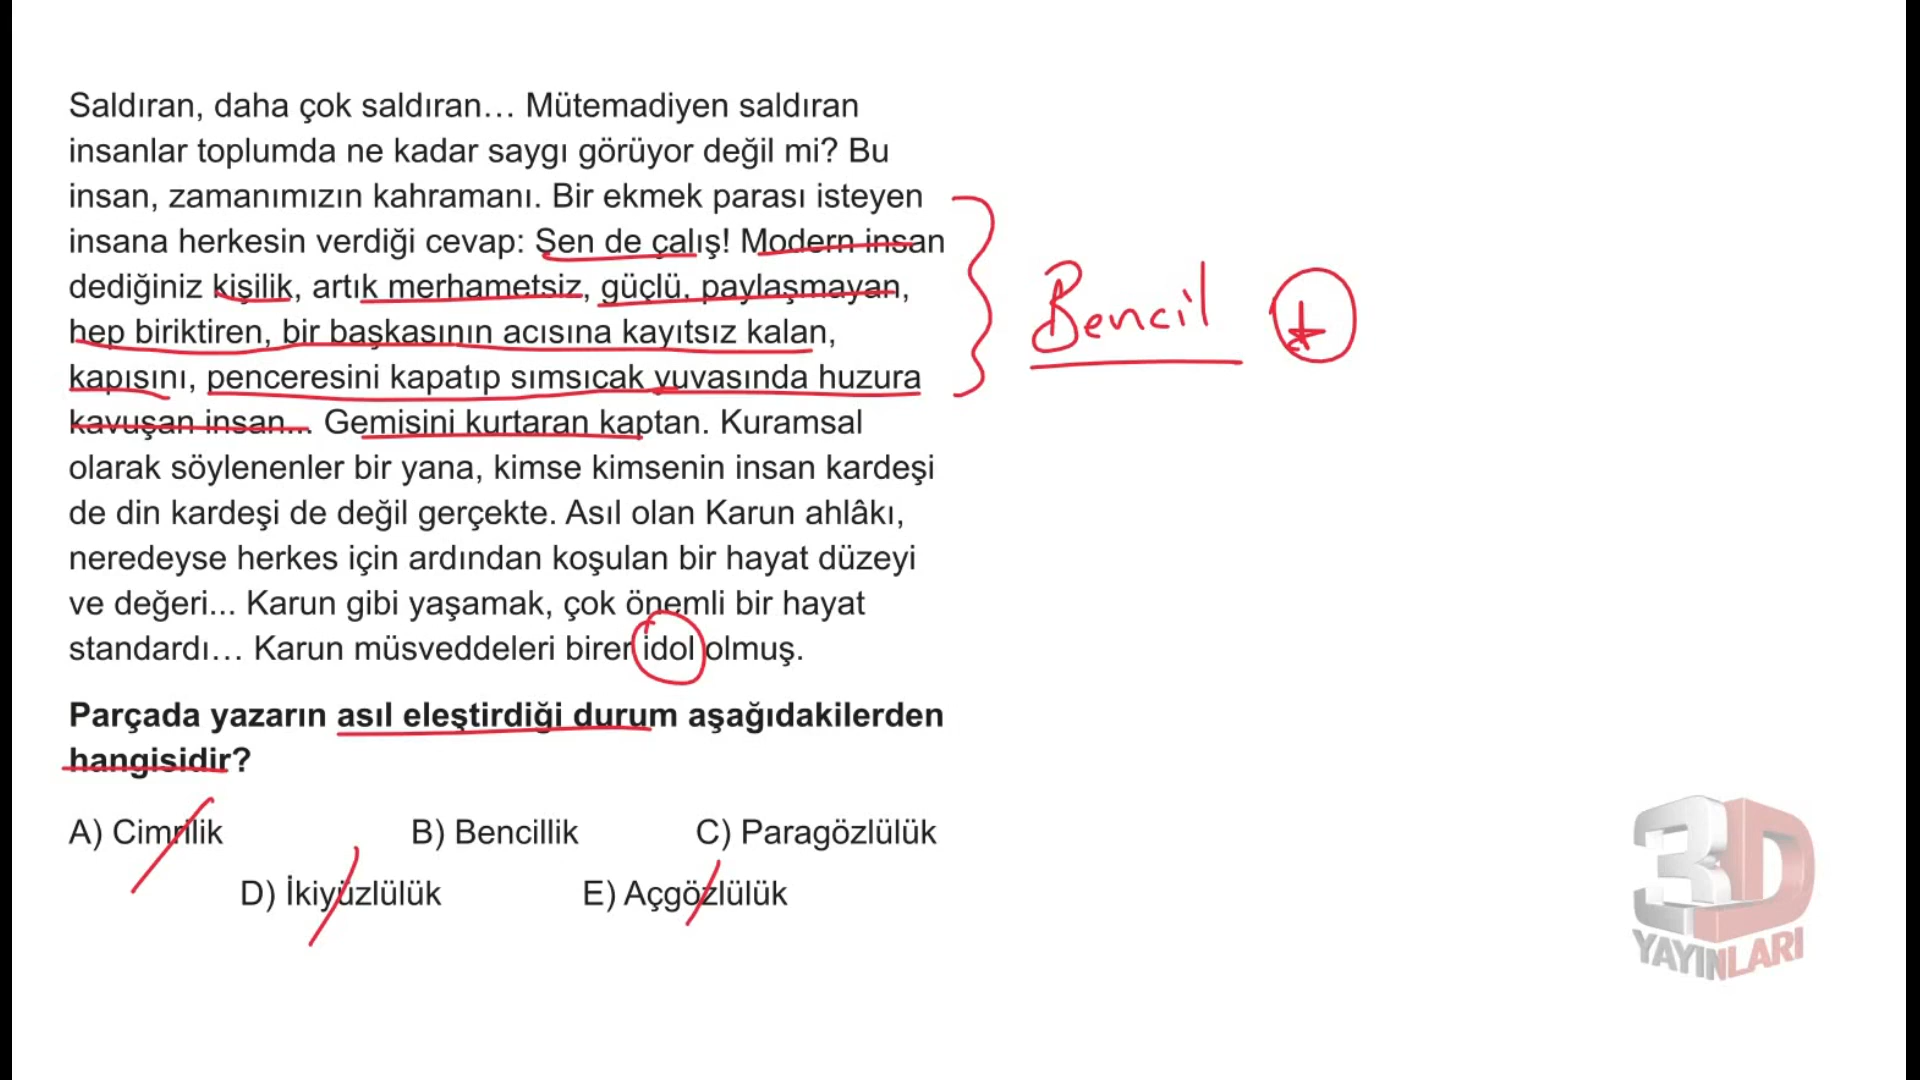 Saldıran, daha çok saldıran… Mütemadiyen saldıran
insanlar toplumda ne kadar saygı görüyor değil mi? Bu
insan, zamanımızın kahramanı. Bir ekmek parası isteyen
insana herkesin verdiği cevap: Sen de çalış! Modern insan
dediğiniz kişilik, artık merhametsiz, güçlü, paylaşmayan,
hep biriktiren, bir başkasının acısına kayıtsız kalan,
kapısını, penceresini kapatıp sımsıcak yuvasında huzura
kavuşan insan... Gemisini kurtaran kaptan. Kuramsal
olarak söylenenler bir yana, kimse kimsenin insan kardeşi
de din kardeşi de değil gerçekte. Asıl olan Karun ahlâkı,
neredeyse herkes için ardından koşulan bir hayat düzeyi
ve değeri... Karun gibi yaşamak, çok önemli bir hayat
standardı… Karun müsveddeleri birer idol olmuş.
Bencil
Parçada yazarın asıl eleştirdiği durum aşağıdakilerden
hangisidir?
A) Cimrilik B) Bencillik C) Paragözlülük
D) İkiyüzlülük E) Açgözlülük
3D
YAYINLARI